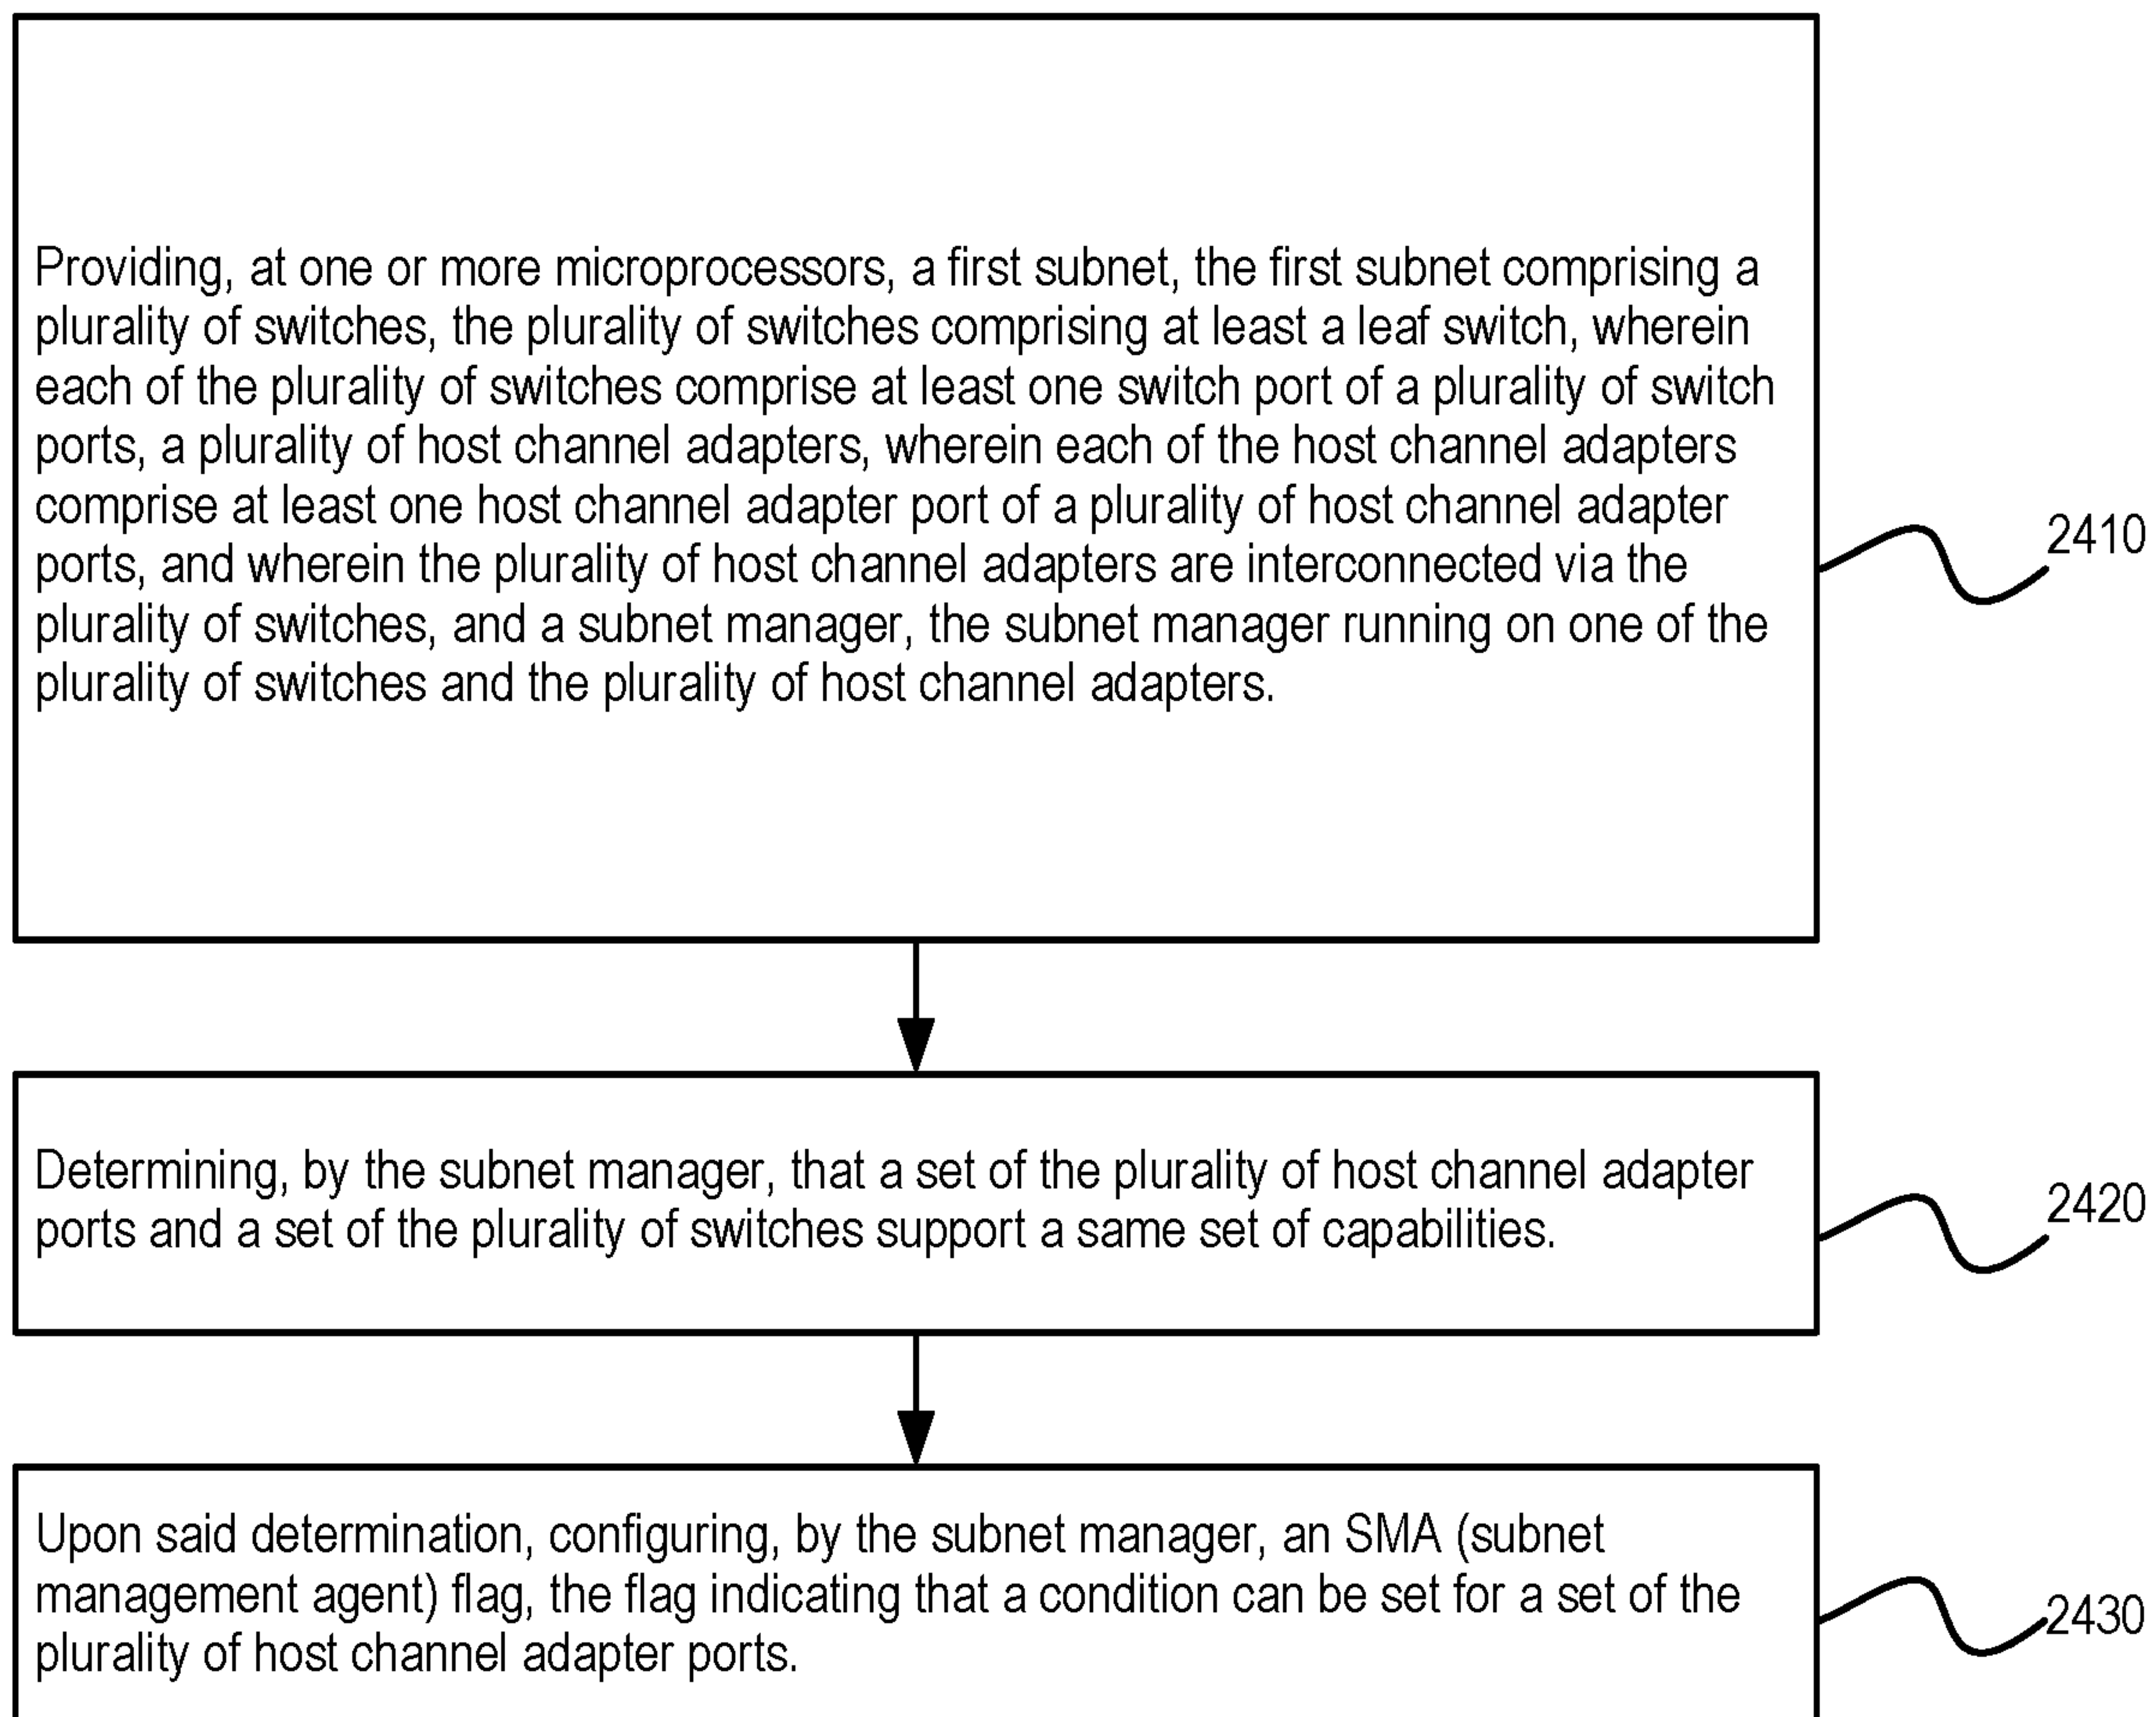 Providing, at one or more microprocessors, a first subnet, the first subnet comprising a
plurality of switches, the plurality of switches comprising at least a leaf switch, wherein
each of the plurality of switches comprise at least one switch port of a plurality of switch
ports, a plurality of host channel adapters, wherein each of the host channel adapters
comprise at least one host channel adapter port of a plurality of host channel adapter
ports, and wherein the plurality of host channel adapters are interconnected via the
plurality of switches, and a subnet manager, the subnet manager running on one of the
plurality of switches and the plurality of host channel adapters.
2410
Determining, by the subnet manager, that a set of the plurality of host channel adapter
ports and a set of the plurality of switches support a same set of capabilities.
2420
Upon said determination, configuring, by the subnet manager, an SMA (subnet
management agent) flag, the flag indicating that a condition can be set for a set of the
plurality of host channel adapter ports.
2430